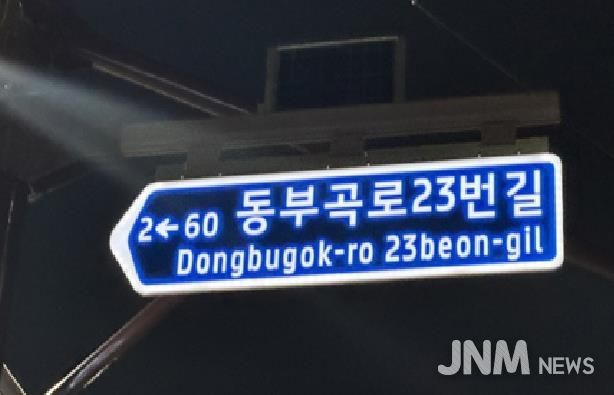 2←60 동부곡로23번길
Dongbugok-ro 23beon-gil
JNM NEWS